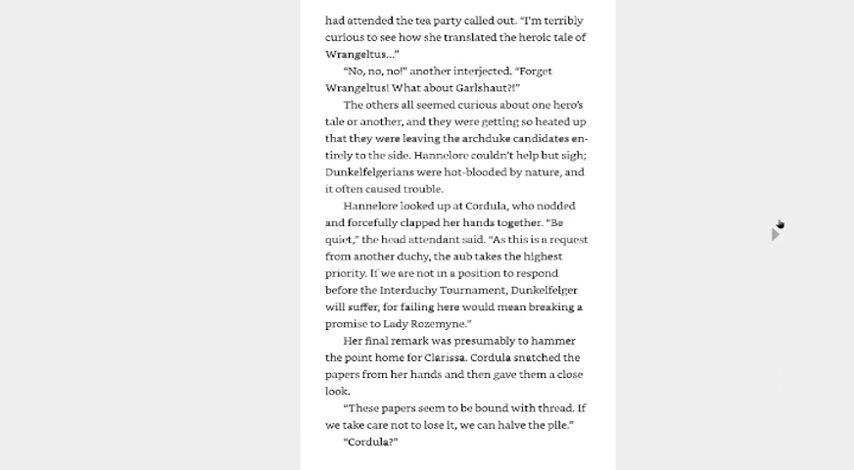 had attended the tea party called out. “I’m terribly
curious to see how she translated the heroic tale of
Wrangeltus...”
“No, no, no!” another interjected. “Forget
Wrangeltus! What about Garlshaut?!”
The others all seemed curious about one hero’s
tale or another, and they were getting so heated up
that they were leaving the archduke candidates en-
tirely to the side. Hannelore couldn’t help but sigh;
Dunkelfelgerians were hot-blooded by nature, and
it often caused trouble.
Hannelore looked up at Cordula, who nodded
and forcefully clapped her hands together. “Be
quiet,” the head attendant said. “As this is a request
from another duchy, the aub takes the highest
priority. If we are not in a position to respond
before the Interduchy Tournament, Dunkelfelger
will suffer, for failing here would mean breaking a
promise to Lady Rozemyne.”
Her final remark was presumably to hammer
the point home for Clarissa. Cordula snatched the
papers from her hands and then gave them a close
look.
“These papers seem to be bound with thread. If
we take care not to lose it, we can halve the pile.”
“Cordula?”